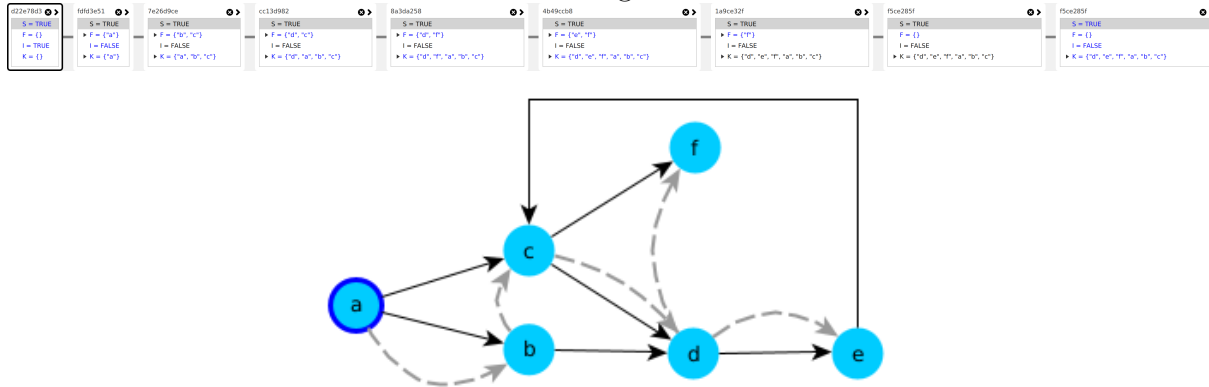 d22e78d3
S = TRUE
F = {}
I = TRUE
K = {}
fdfd3e51
S = TRUE
F = {"a"}
I = FALSE
K = {"a"}
7e26d9ce
S = TRUE
F = {"b", "c"}
I = FALSE
K = {"a", "b", "c"}
cc13d982
S = TRUE
F = {"d", "c"}
I = FALSE
K = {"d", "a", "b", "c"}
8a3da258
S = TRUE
F = {"d", "f"}
I = FALSE
K = {"d", "f", "a", "b", "c"}
4b49ccb8
S = TRUE
F = {"e", "f"}
I = FALSE
K = {"d", "e", "f", "a", "b", "c"}
1a9ce32f
S = TRUE
F = {"f"}
I = FALSE
K = {"d", "e", "f", "a", "b", "c"}
f5ce285f
S = TRUE
F = {}
I = FALSE
K = {"d", "e", "f", "a", "b", "c"}
f5ce285f
S = TRUE
F = {}
I = FALSE
K = {"d", "e", "f", "a", "b", "c"}
f
c
a
b
d
e